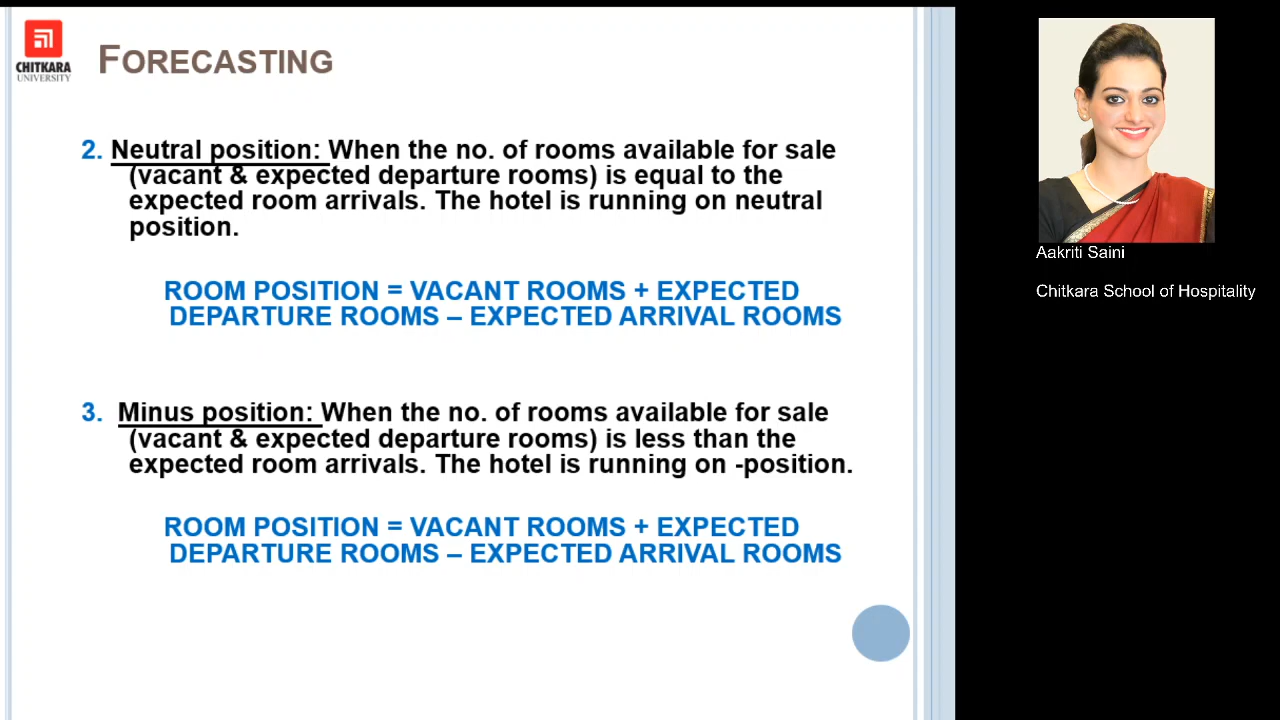 CHITKARA
UNIVERSITY
FORECASTING
2. Neutral position: When the no. of rooms available for sale
(vacant & expected departure rooms) is equal to the
expected room arrivals. The hotel is running on neutral
position.
ROOM POSITION = VACANT ROOMS + EXPECTED
DEPARTURE ROOMS – EXPECTED ARRIVAL ROOMS
3. Minus position: When the no. of rooms available for sale
(vacant & expected departure rooms) is less than the
expected room arrivals. The hotel is running on -position.
ROOM POSITION = VACANT ROOMS + EXPECTED
DEPARTURE ROOMS – EXPECTED ARRIVAL ROOMS
Aakriti Saini
Chitkara School of Hospitality